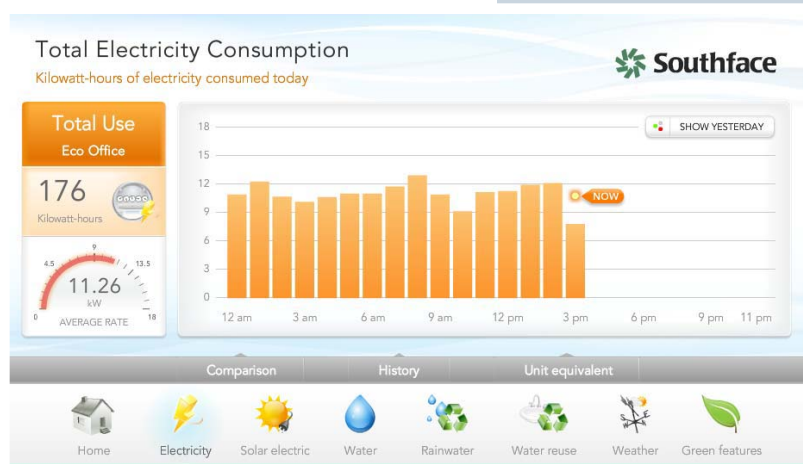 Total Electricity Consumption
Kilowatt-hours of electricity consumed today
Southface
Total Use
Eco Office
176
Kilowatt-hours
0
4.5
9
13.5
18
11.26
kW
AVERAGE RATE
SHOW YESTERDAY
18
15
12
9
6
3
0
NOW
12 am 3 am 6 am 9 am 12 pm 3 pm 6 pm 9 pm 11 pm
Comparison History Unit equivalent
Home Electricity Solar electric Water Rainwater Water reuse Weather Green features